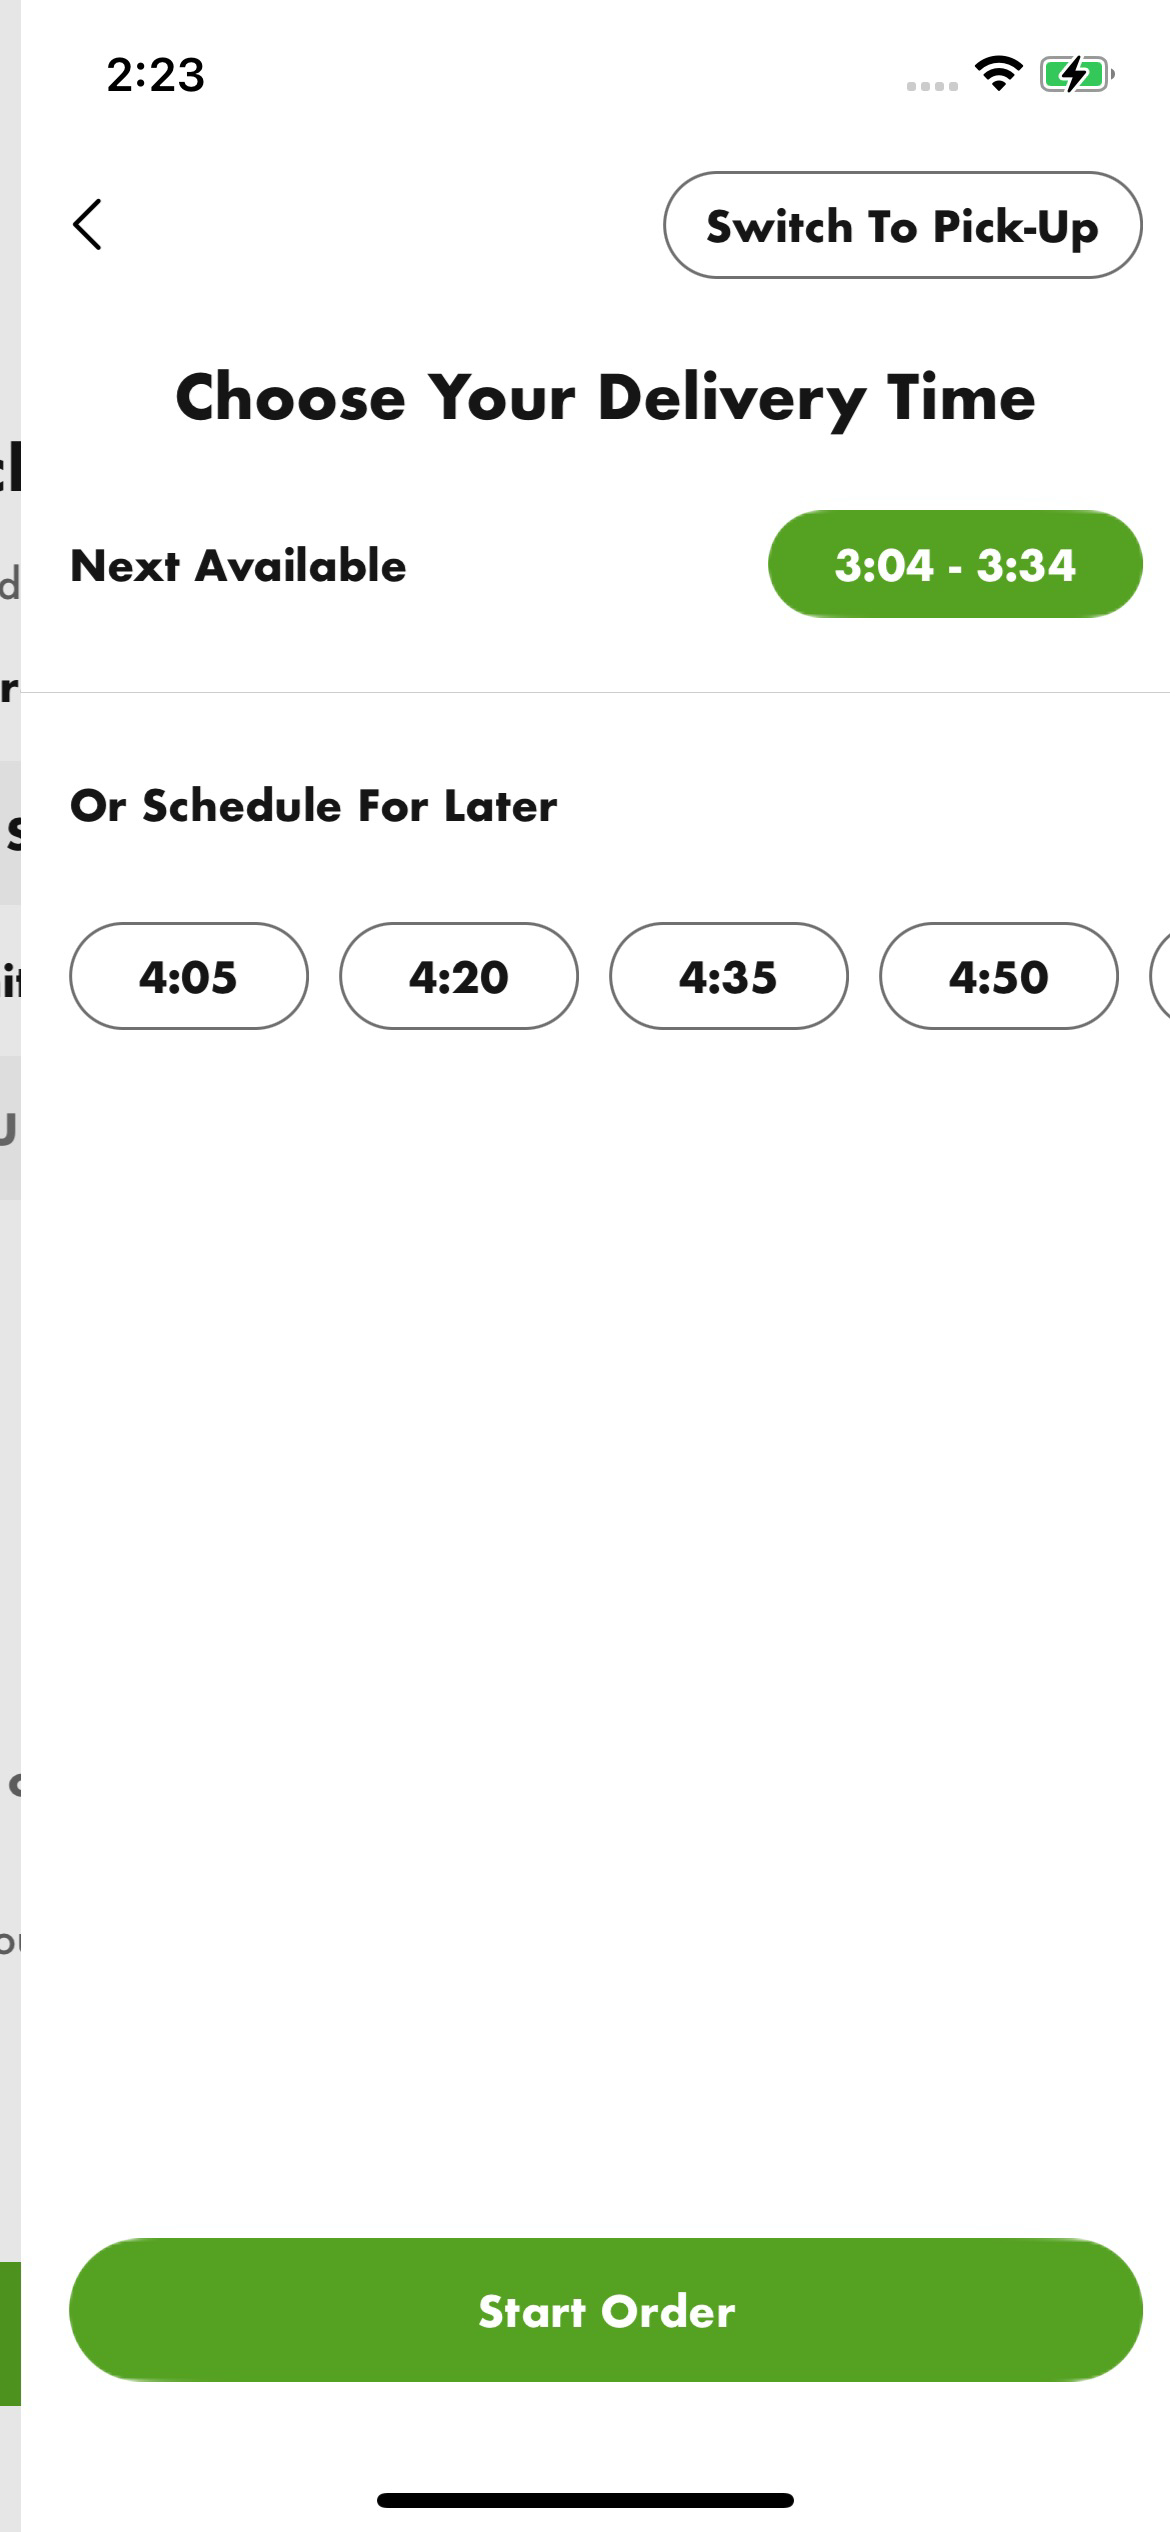 2:23
Switch To Pick-Up
Choose Your Delivery Time
Next Available
3:04 - 3:34
Or Schedule For Later
4:05
4:20
4:35
4:50
Start Order